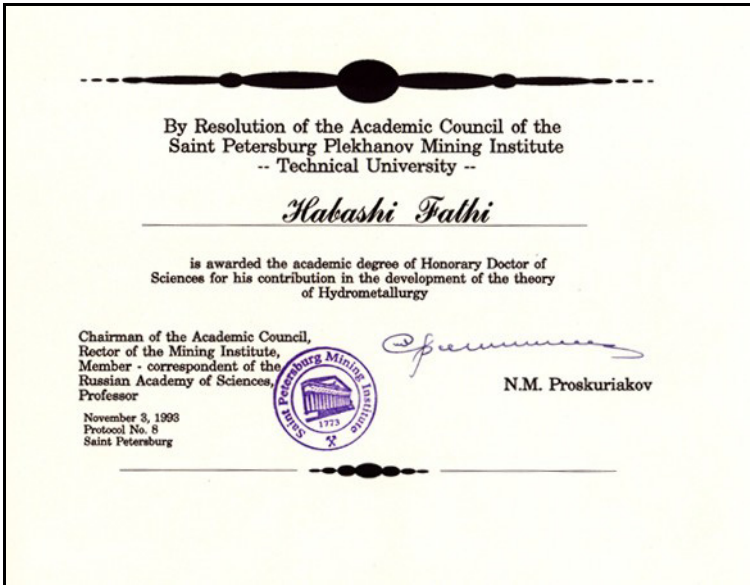 By Resolution of the Academic Council of the
Saint Petersburg Plekhanov Mining Institute
-- Technical University --
Habashi Fathi
is awarded the academic degree of Honorary Doctor of
Sciences for his contribution in the development of the theory
of Hydrometallurgy
Chairman of the Academic Council,
Rector of the Mining Institute,
Member - correspondent of the
Russian Academy of Sciences,
Professor
November 3, 1993
Protocol No. 8
Saint Petersburg
Saint Petersburg Mining Institute
1773
N.M. Proskuriakov